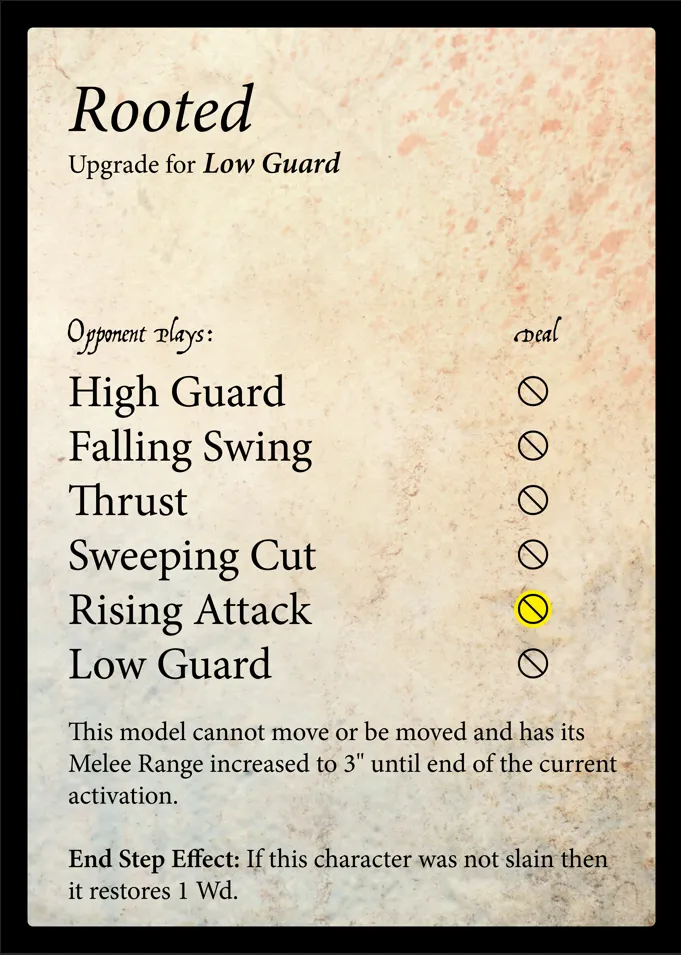 Rooted
Upgrade for Low Guard
Opponent Plays: Deal
High Guard
Falling Swing
Thrust
Sweeping Cut
Rising Attack
Low Guard
This model cannot move or be moved and has its
Melee Range increased to 3" until end of the current
activation.
End Step Effect: If this character was not slain then
it restores 1 Wd.